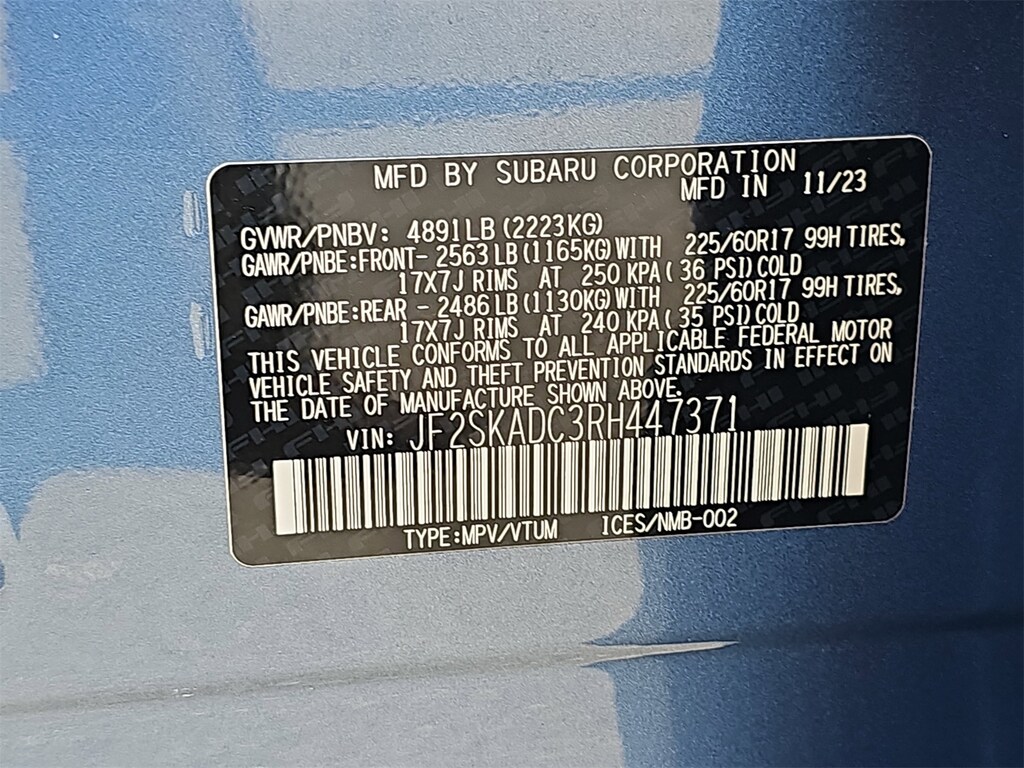 MFD BY SUBARU CORPORATION
MFD IN 11/23
GVWR/PNBV: 4891LB (2223KG)
GAWR/PNBE:FRONT- 2563LB (1165KG) WITH 225/60R17 99H TIRES,
17X7J RIMS AT 250 KPA (36 PSI) COLD
GAWR/PNBE:REAR - 2486LB (1130KG) WITH 225/60R17 99H TIRES,
17X7J RIMS AT 240 KPA (35 PSI) COLD
THIS VEHICLE CONFORMS TO ALL APPLICABLE FEDERAL MOTOR
VEHICLE SAFETY AND THEFT PREVENTION STANDARDS IN EFFECT ON
THE DATE OF MANUFACTURE SHOWN ABOVE.
VIN: JF2SKADC3RH447371
TYPE:MPV/VTUM ICES/NMB-002